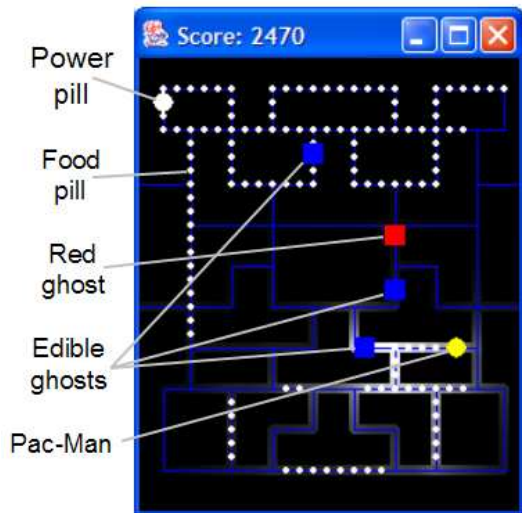 Score: 2470
Power
pill
Food
pill
Red
ghost
Edible
ghosts
Pac-Man